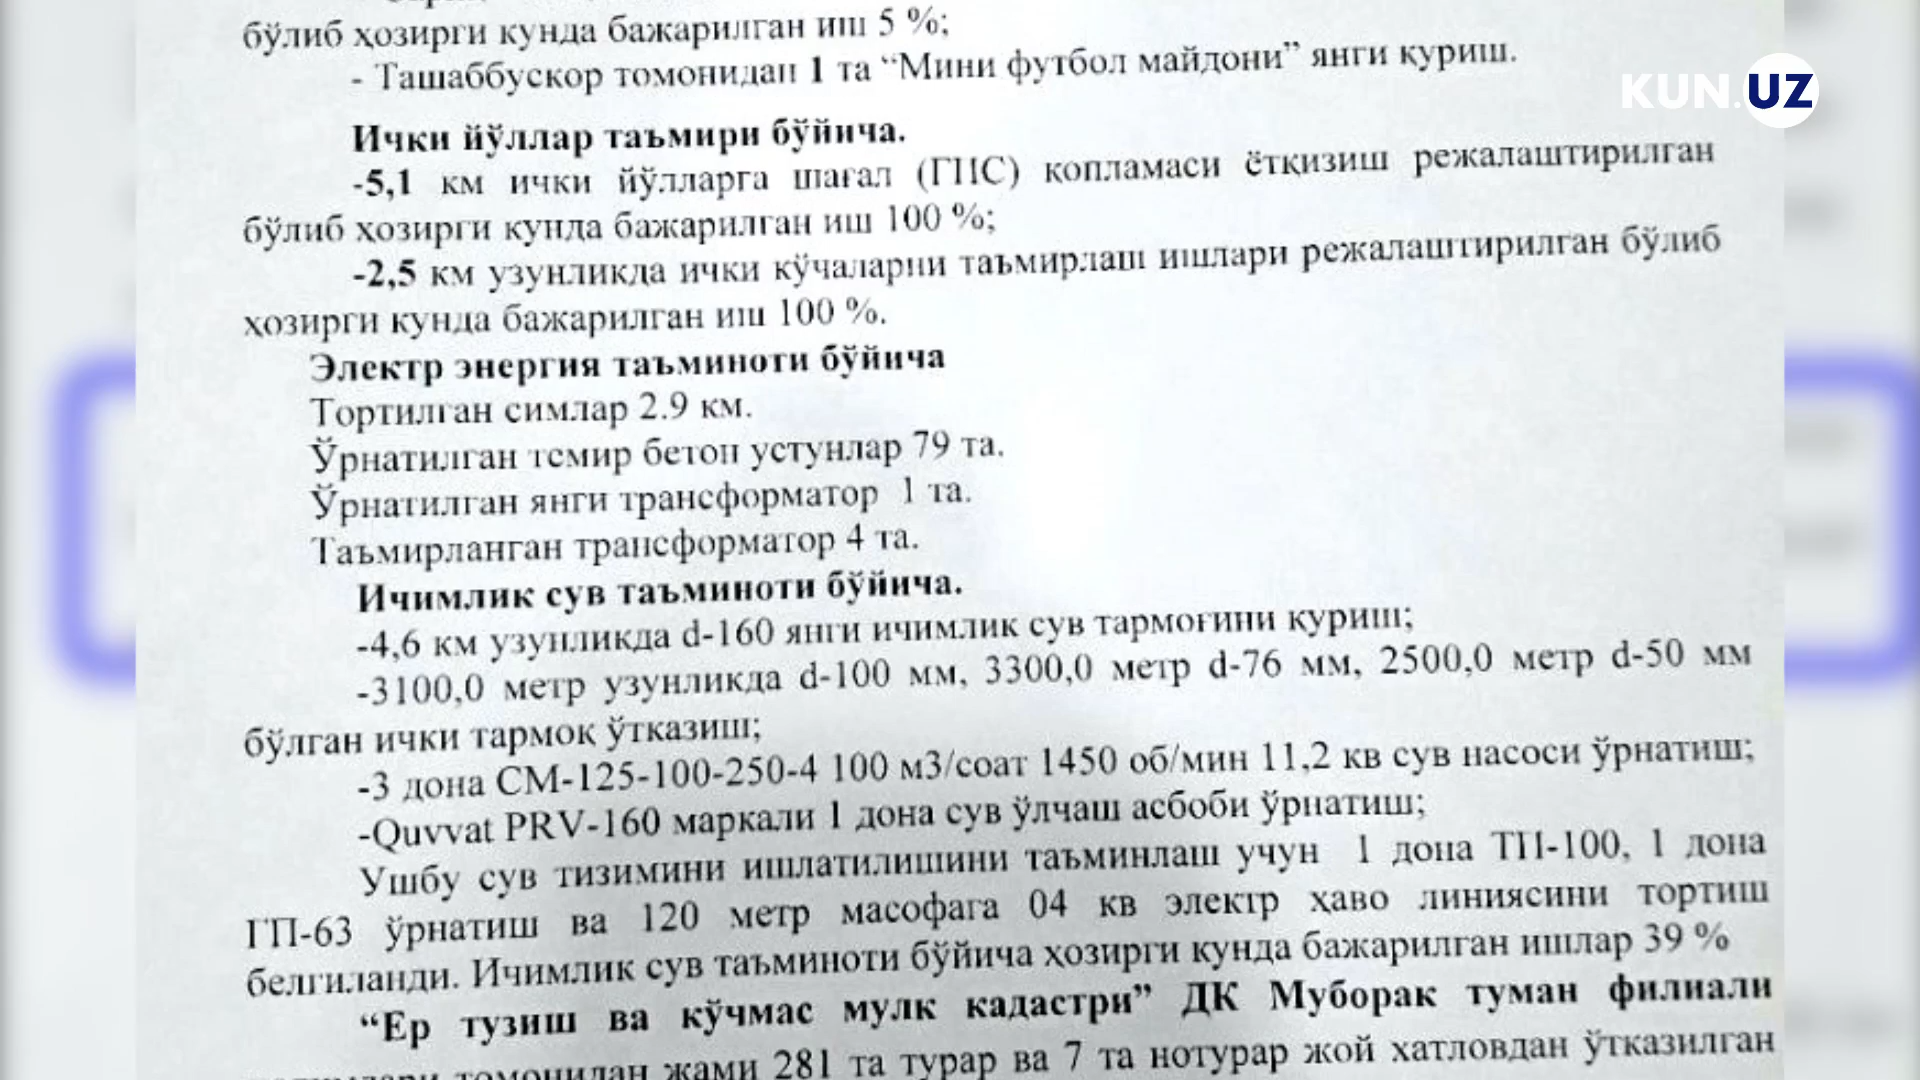 бўлиб ҳозирги кунда бажарилган иш 5 %;
- Ташаббускор томонидан 1 та “Мини футбол майдони” янги қуриш.
KUN.UZ
Ички йўллар таъмири бўйича.
-5,1 км ички йўлларга шағал (ГПС) копламаси ётқизиш режалаштирилган
бўлиб ҳозирги кунда бажарилган иш 100 %;
-2,5 км узунликда ички кўчаларни таъмирлаш ишлари режалаштирилган бўлиб
ҳозирги кунда бажарилган иш 100 %.
Электр энергия таъминоти бўйича
Тортилган симлар 2.9 км.
Ўрнатилган темир бетон устунлар 79 та.
Ўрнатилган янги трансформатор 1 та.
Таъмирланган трансформатор 4 та.
Ичимлик сув таъминоти бўйича.
-4,6 км узунликда d-160 янги ичимлик сув тармоғини қуриш;
-3100,0 метр узунликда d-100 мм, 3300,0 метр d-76 мм, 2500,0 метр d-50 мм
бўлган ички тармоқ ўтказиш;
-3 дона СМ-125-100-250-4 100 м3/соат 1450 об/мин 11,2 кв сув насоси ўрнатиш;
-Quvvat PRV-160 маркали 1 дона сув ўлчаш асбоби ўрнатиш;
Ушбу сув тизимини ишлатилишини таъминлаш учун 1 дона ТП-100, 1 дона
ГП-63 ўрнатиш ва 120 метр масофага 04 кв электр ҳаво линиясини тортиш
белгиланди. Ичимлик сув таъминоти бўйича ҳозирги кунда бажарилган ишлар 39 %
“Ер тузиш ва кўчмас мулк кадастри” ДК Муборак туман филиали
томонидан жами 281 та турар ва 7 та нотурар жой хатловдан ўтказилган